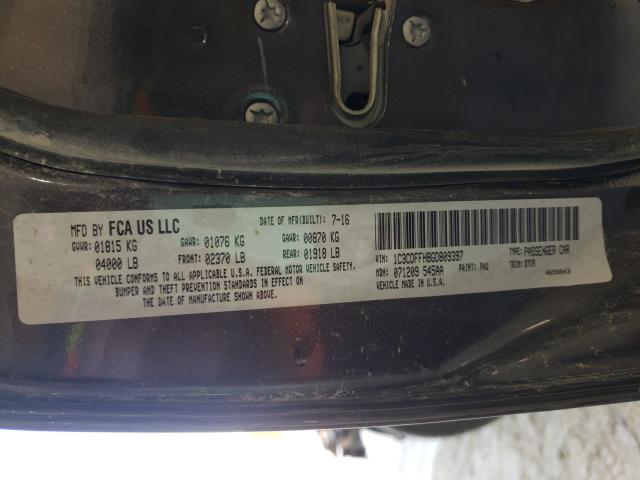 MFD BY FCA US LLC
DATE OF MFR(BUILT): 7-16
GVWR: 01815 KG
GAWR: 01076 KG
GAWR: 00870 KG
04000 LB
FRONT: 02370 LB
REAR: 01918 LB
THIS VEHICLE CONFORMS TO ALL APPLICABLE U.S.A. FEDERAL MOTOR VEHICLE SAFETY,
BUMPER AND THEFT PREVENTION STANDARDS IN EFFECT ON
THE DATE OF MANUFACTURE SHOWN ABOVE.
VIN: 1C3CDFFH8GD809397
TYPE: PASSENGER CAR
MDH: 071209 545AA
PAINT: PAU
TRIM:
VEHICLE MADE IN U.S.A.
4658843